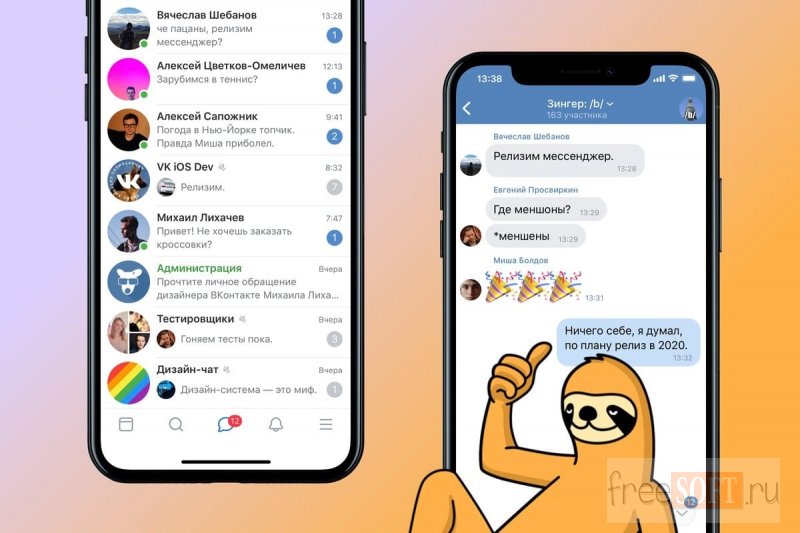 Вячеслав Шебанов 13:28
че пацаны, релизим
мессенджер? 1
Алексей Цветков-Омеличев 12:13
Зарубимся в теннис? 1
Алексей Сапожник 9:41
Погода в Нью-Йорке топчик.
Правда Миша приболел. 2
VK iOS Dev 8:32
Релизим. 7
Михаил Лихачев 7:47
Привет! Не хочешь заказать
кроссовки? 1
Администрация Вчера
Прочтите личное обращение
дизайнера ВКонтакте Михаила Лиха...
Тестировщики Вчера
Гоняем тесты пока. 3
Дизайн-чат Вчера
Дизайн-система — это миф. 1
12
13:38
Зингер: /b/
163 участника
/b/
Вячеслав Шебанов
Релизим мессенджер.
13:28
Евгений Просвиркин
Где меншоны? 13:29
*меншены 13:29
Миша Болдов
13:31
Ничего себе, я думал,
по плану релиз в 2020.
13:32
12
freeSOFT.ru